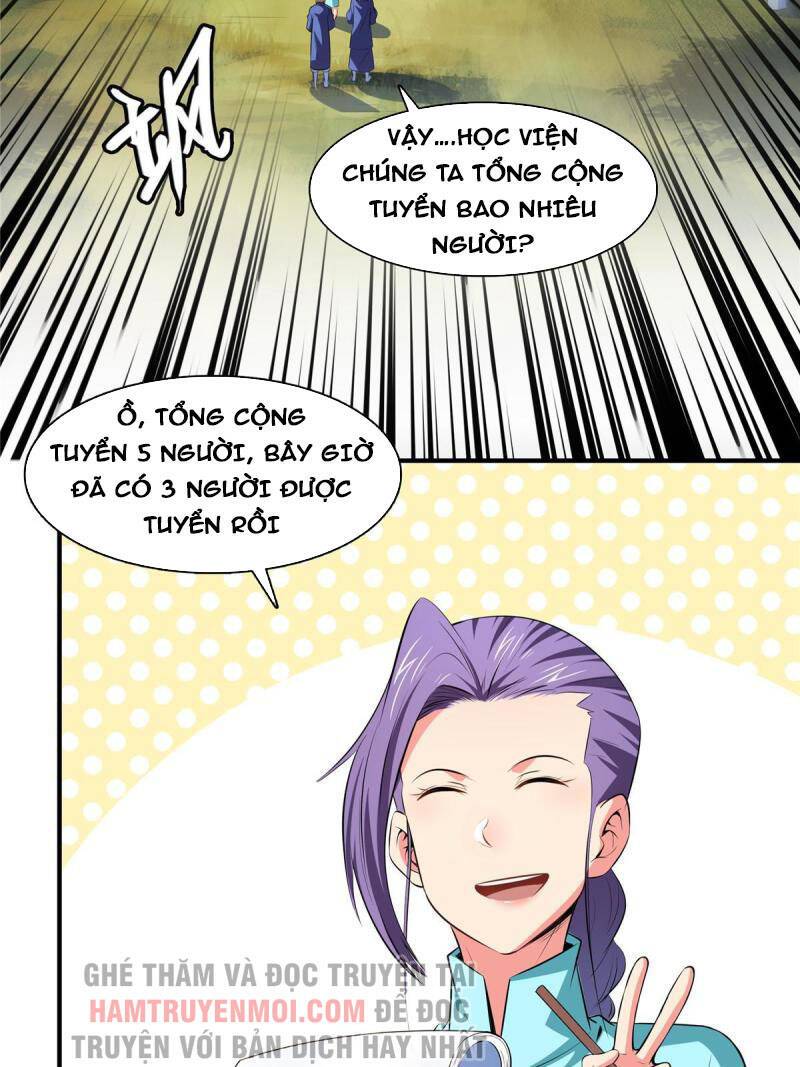 VẬY....HỌC VIỆN
CHÚNG TA TỔNG CỘNG
TUYỂN BAO NHIÊU
NGƯỜI?
Ồ, TỔNG CỘNG
TUYỂN 5 NGƯỜI, BÂY GIỜ
ĐÃ CÓ 3 NGƯỜI ĐƯỢC
TUYỂN RỒI
GHÉ THĂM VÀ ĐỌC TRUYỆN TẠI
HAMTRUYENMOI.COM ĐỂ ĐỌC
TRUYỆN VỚI BẢN DỊCH HAY NHẤT